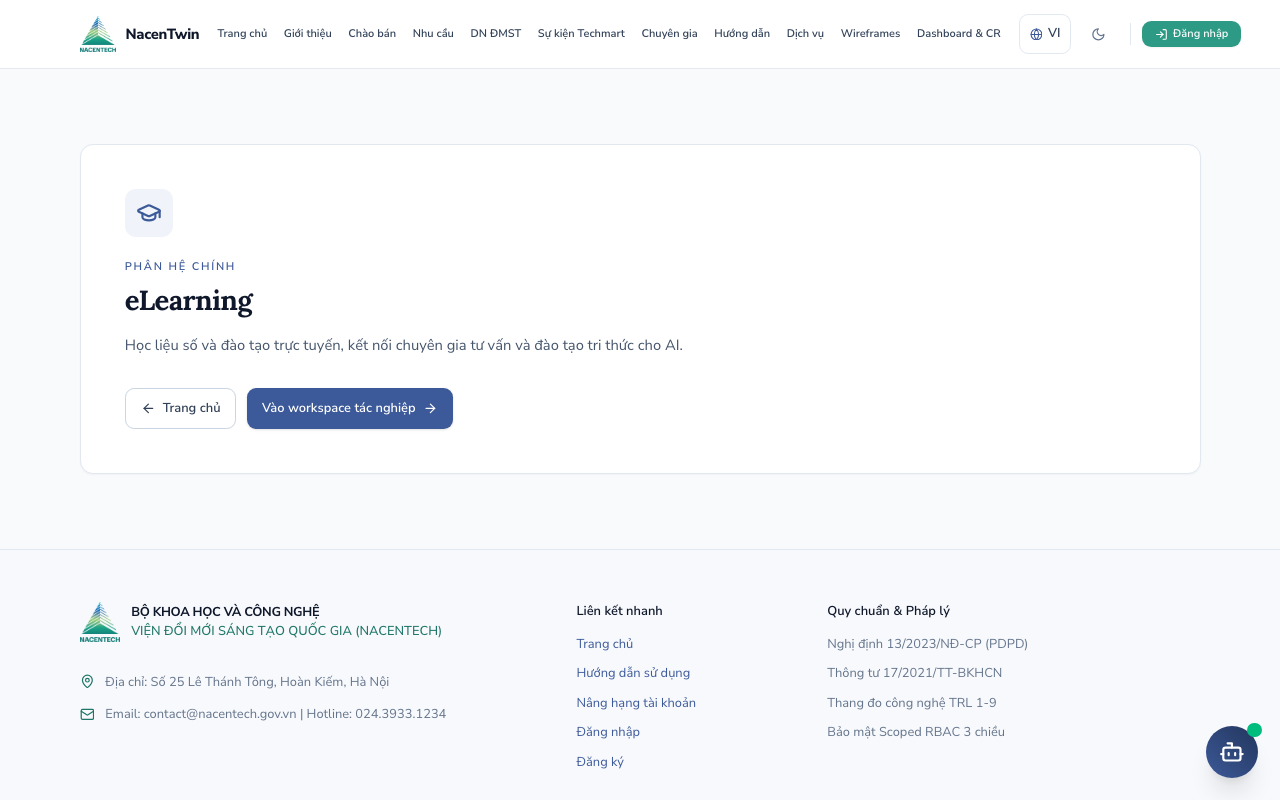 NACENTECH
NacenTwin
Trang chủ
Giới thiệu
Chào bán
Nhu cầu
DN ĐMST
Sự kiện Techmart
Chuyên gia
Hướng dẫn
Dịch vụ
Wireframes
Dashboard & CR
VI
Đăng nhập
PHÂN HỆ CHÍNH
eLearning
Học liệu số và đào tạo trực tuyến, kết nối chuyên gia tư vấn và đào tạo tri thức cho AI.
Trang chủ
Vào workspace tác nghiệp
NACENTECH
BỘ KHOA HỌC VÀ CÔNG NGHỆ
VIỆN ĐỔI MỚI SÁNG TẠO QUỐC GIA (NACENTECH)
Địa chỉ: Số 25 Lê Thánh Tông, Hoàn Kiếm, Hà Nội
Email: contact@nacentech.gov.vn | Hotline: 024.3933.1234
Liên kết nhanh
Trang chủ
Hướng dẫn sử dụng
Nâng hạng tài khoản
Đăng nhập
Đăng ký
Quy chuẩn & Pháp lý
Nghị định 13/2023/NĐ-CP (PDPD)
Thông tư 17/2021/TT-BKHCN
Thang đo công nghệ TRL 1-9
Bảo mật Scoped RBAC 3 chiều